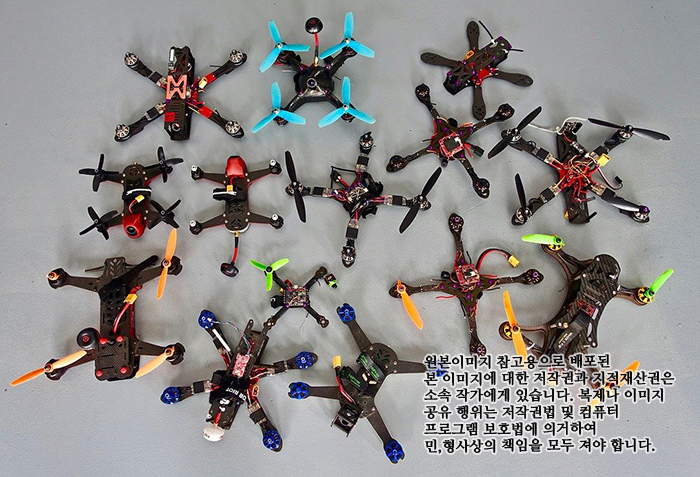 원본이미지 참고용으로 배포된
본 이미지에 대한 저작권과 지적재산권은
소속 작가에게 있습니다. 복제나 이미지
공유 행위는 저작권법 및 컴퓨터
프로그램 보호법에 의거하여
민,형사상의 책임을 모두 져야 합니다.